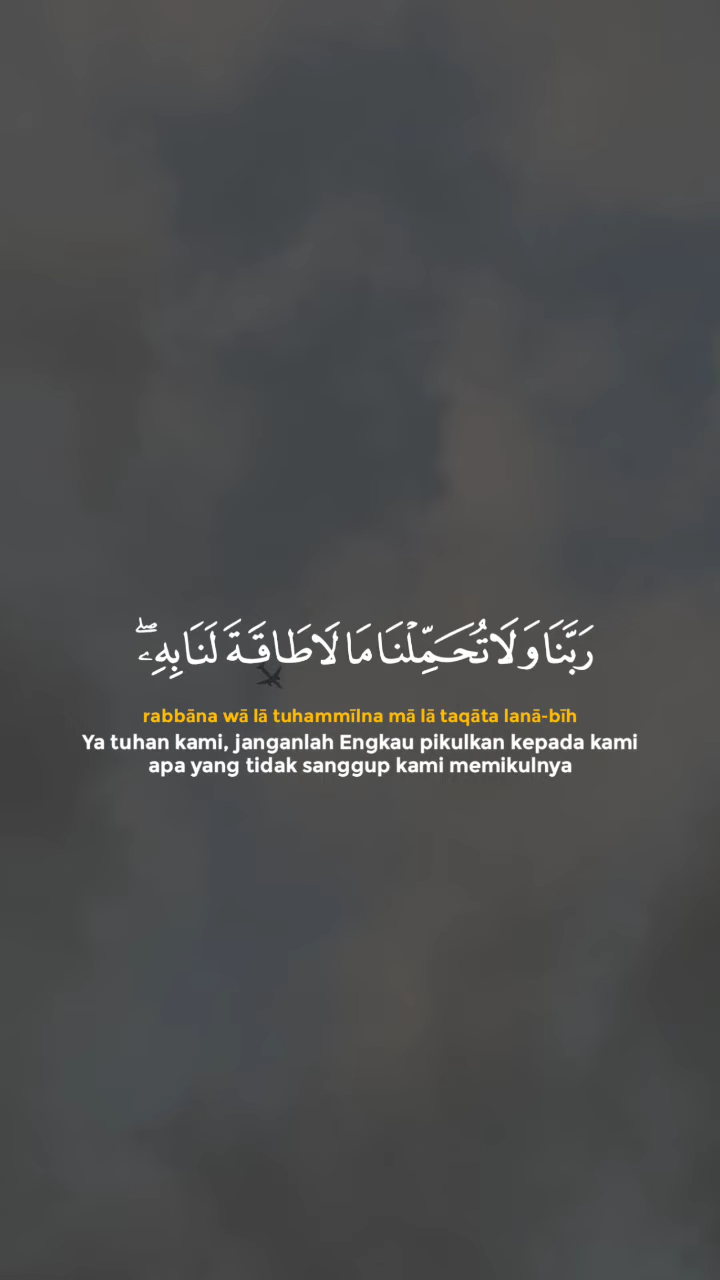 رَبَّنَا وَلَا تُحَمِّلْنَا مَا لَا طَاقَةَ لَنَا بِهِۦ ۖ
rabbāna wā lā tuhammīlna mā lā taqāta lanā-bīh
Ya tuhan kami, janganlah Engkau pikulkan kepada kami
apa yang tidak sanggup kami memikulnya